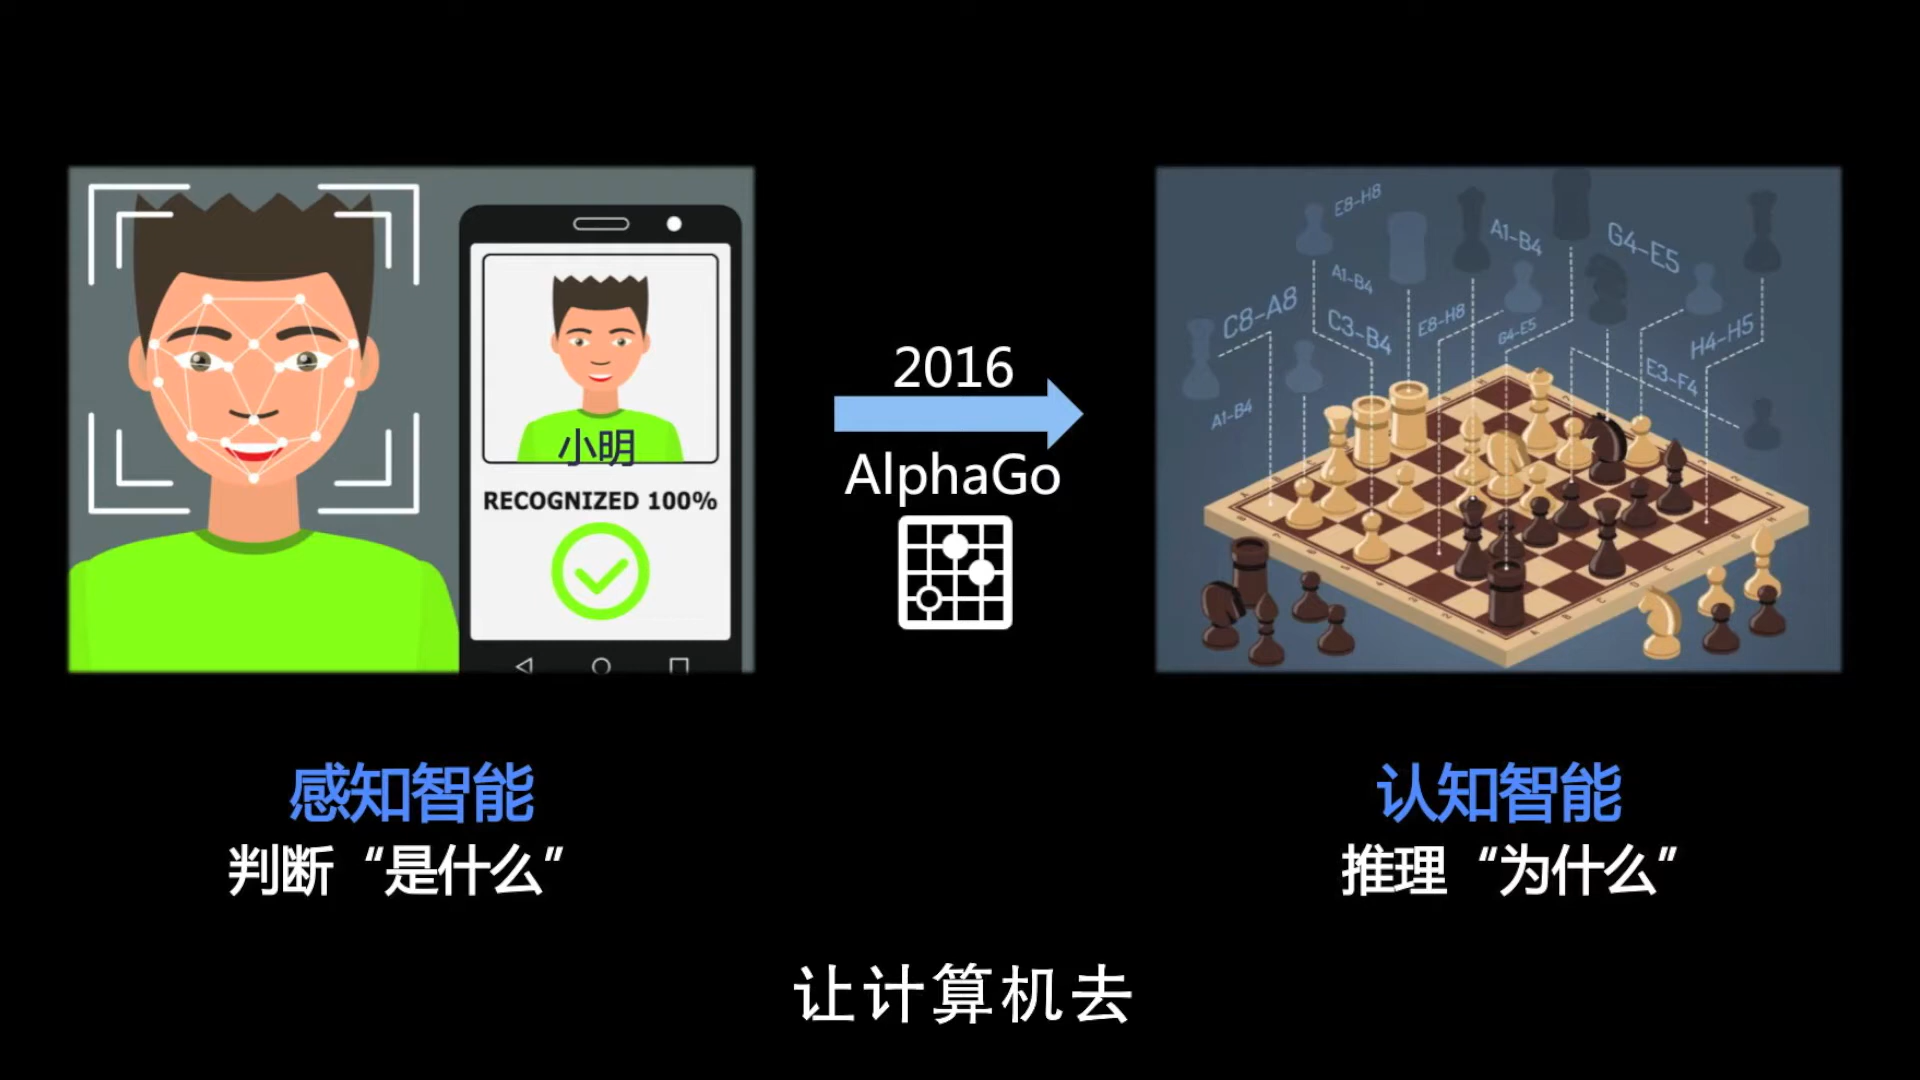 小明
RECOGNIZED 100%
2016
AlphaGo
E8-H8
A1-B4
G4-E5
A1-B4
C8-A8
C3-B4
E8-H8
G4-E5
H4-H5
E3-F4
A1-B4
感知智能
判断“是什么”
认知智能
推理“为什么”
让计算机去